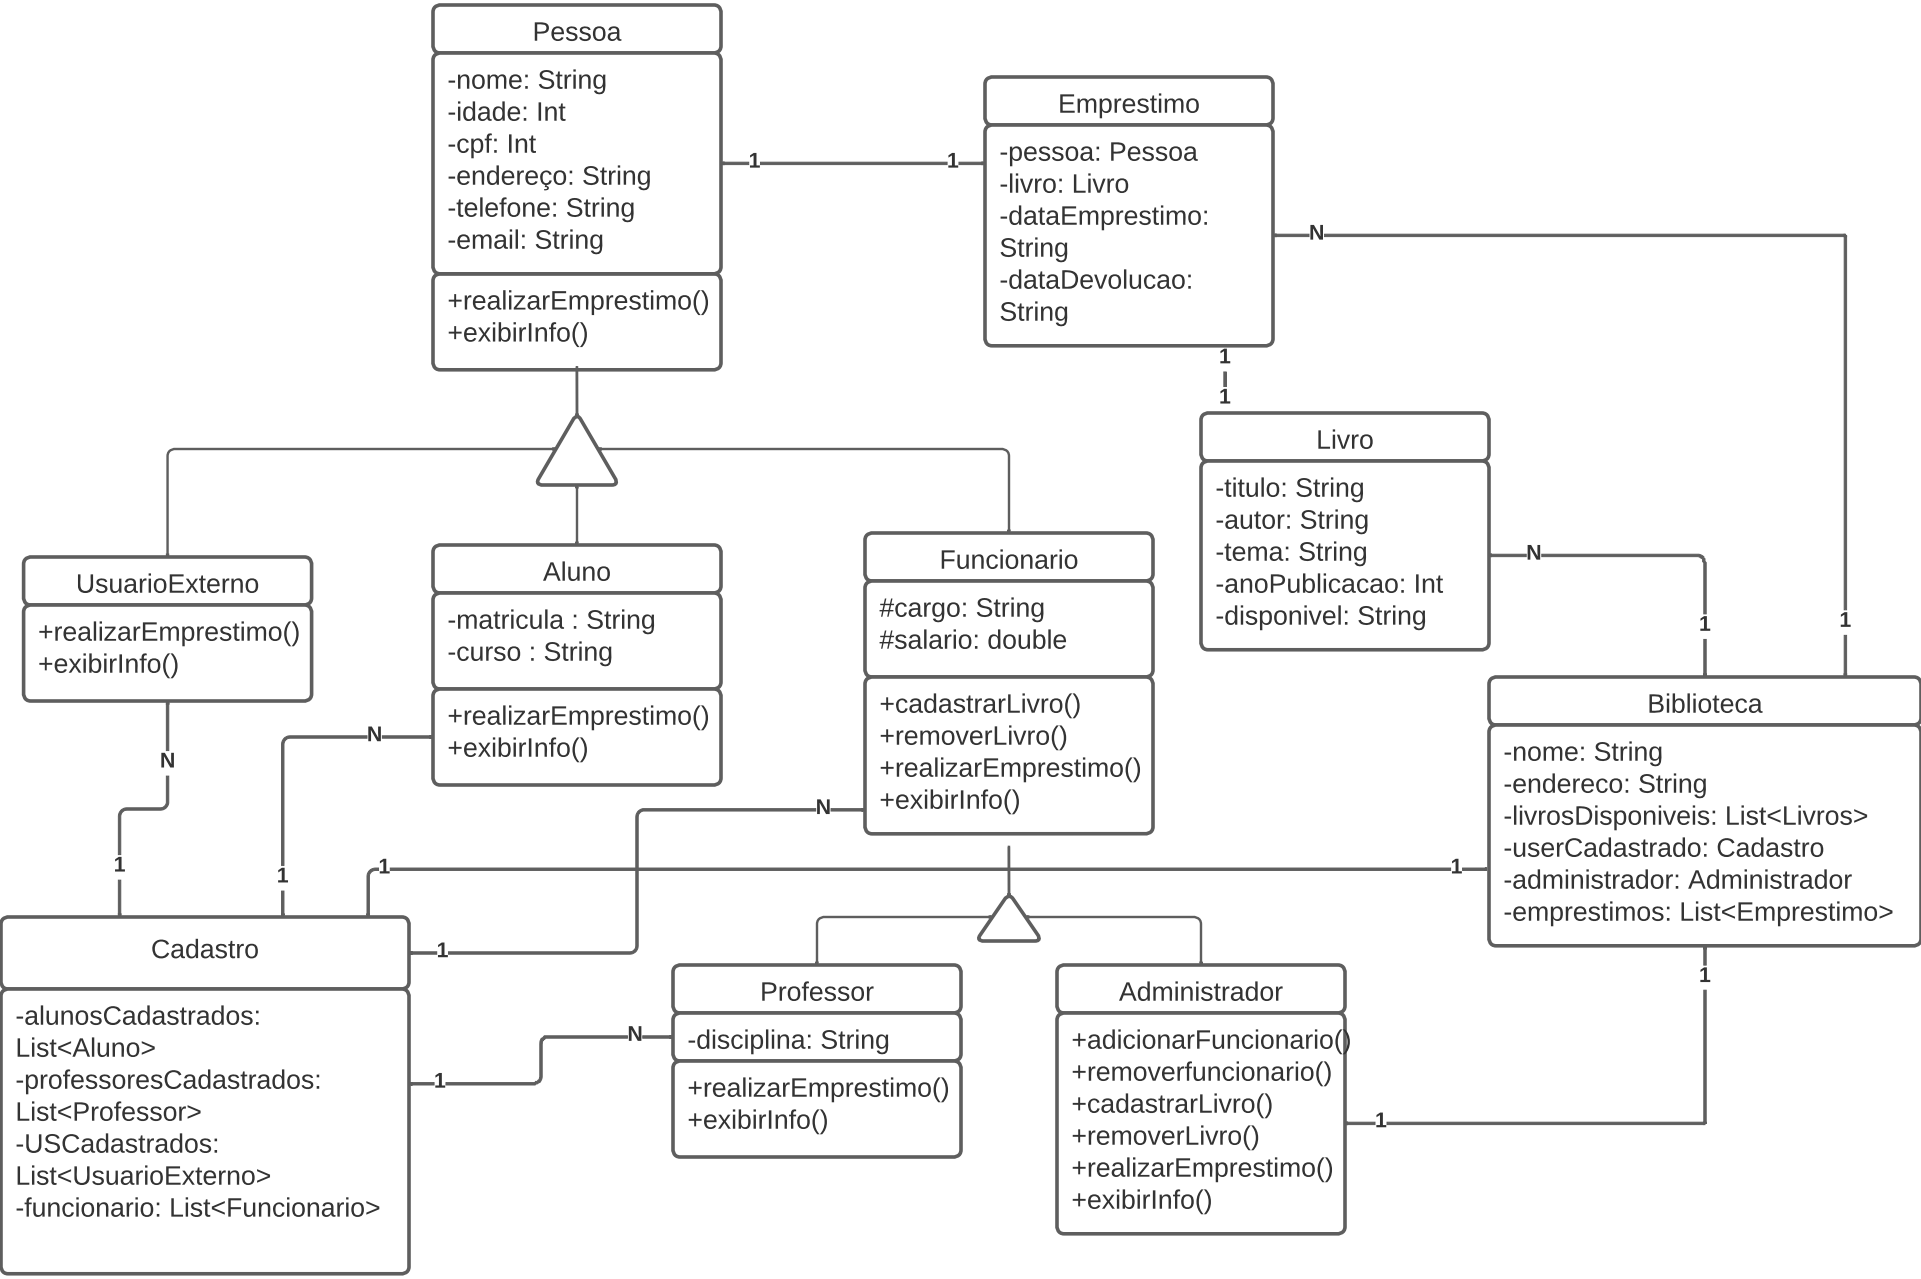 Pessoa
-nome: String
-idade: Int
-cpf: Int
-endereço: String
-telefone: String
-email: String
+realizarEmprestimo()
+exibirInfo()
1
1
Emprestimo
-pessoa: Pessoa
-livro: Livro
-dataEmprestimo:
String
-dataDevolucao:
String
N
1
1
1
Livro
-titulo: String
-autor: String
-tema: String
-anoPublicacao: Int
-disponivel: String
N
1
UsuarioExterno
+realizarEmprestimo()
+exibirInfo()
N
1
Aluno
-matricula : String
-curso : String
+realizarEmprestimo()
+exibirInfo()
N
1
Funcionario
#cargo: String
#salario: double
+cadastrarLivro()
+removerLivro()
+realizarEmprestimo()
+exibirInfo()
N
1
Biblioteca
-nome: String
-endereco: String
-livrosDisponiveis: List<Livros>
-userCadastrado: Cadastro
-administrador: Administrador
-emprestimos: List<Emprestimo>
1
1
1
1
Cadastro
-alunosCadastrados:
List<Aluno>
-professoresCadastrados:
List<Professor>
-USCadastrados:
List<UsuarioExterno>
-funcionario: List<Funcionario>
1
N
Professor
-disciplina: String
+realizarEmprestimo()
+exibirInfo()
Administrador
+adicionarFuncionario()
+removerfuncionario()
+cadastrarLivro()
+removerLivro()
+realizarEmprestimo()
+exibirInfo()